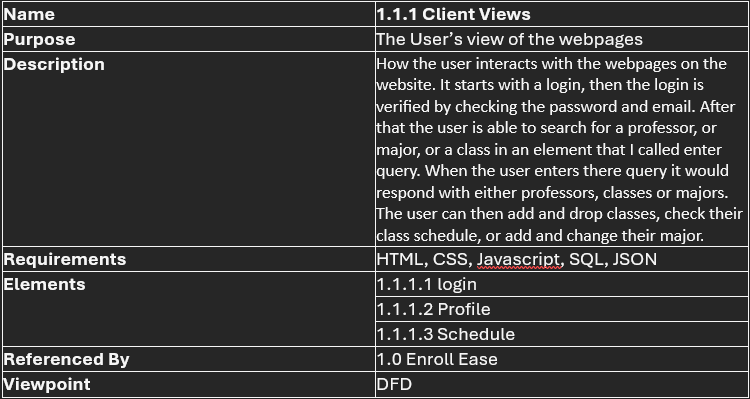 Name 1.1.1 Client Views
Purpose The User's view of the webpages
Description How the user interacts with the webpages on the
website. It starts with a login, then the login is
verified by checking the password and email. After
that the user is able to search for a professor, or
major, or a class in an element that I called enter
query. When the user enters there query it would
respond with either professors, classes or majors.
The user can then add and drop classes, check their
class schedule, or add and change their major.
Requirements HTML, CSS, Javascript, SQL, JSON
Elements 1.1.1.1 login
1.1.1.2 Profile
1.1.1.3 Schedule
Referenced By 1.0 Enroll Ease
Viewpoint DFD